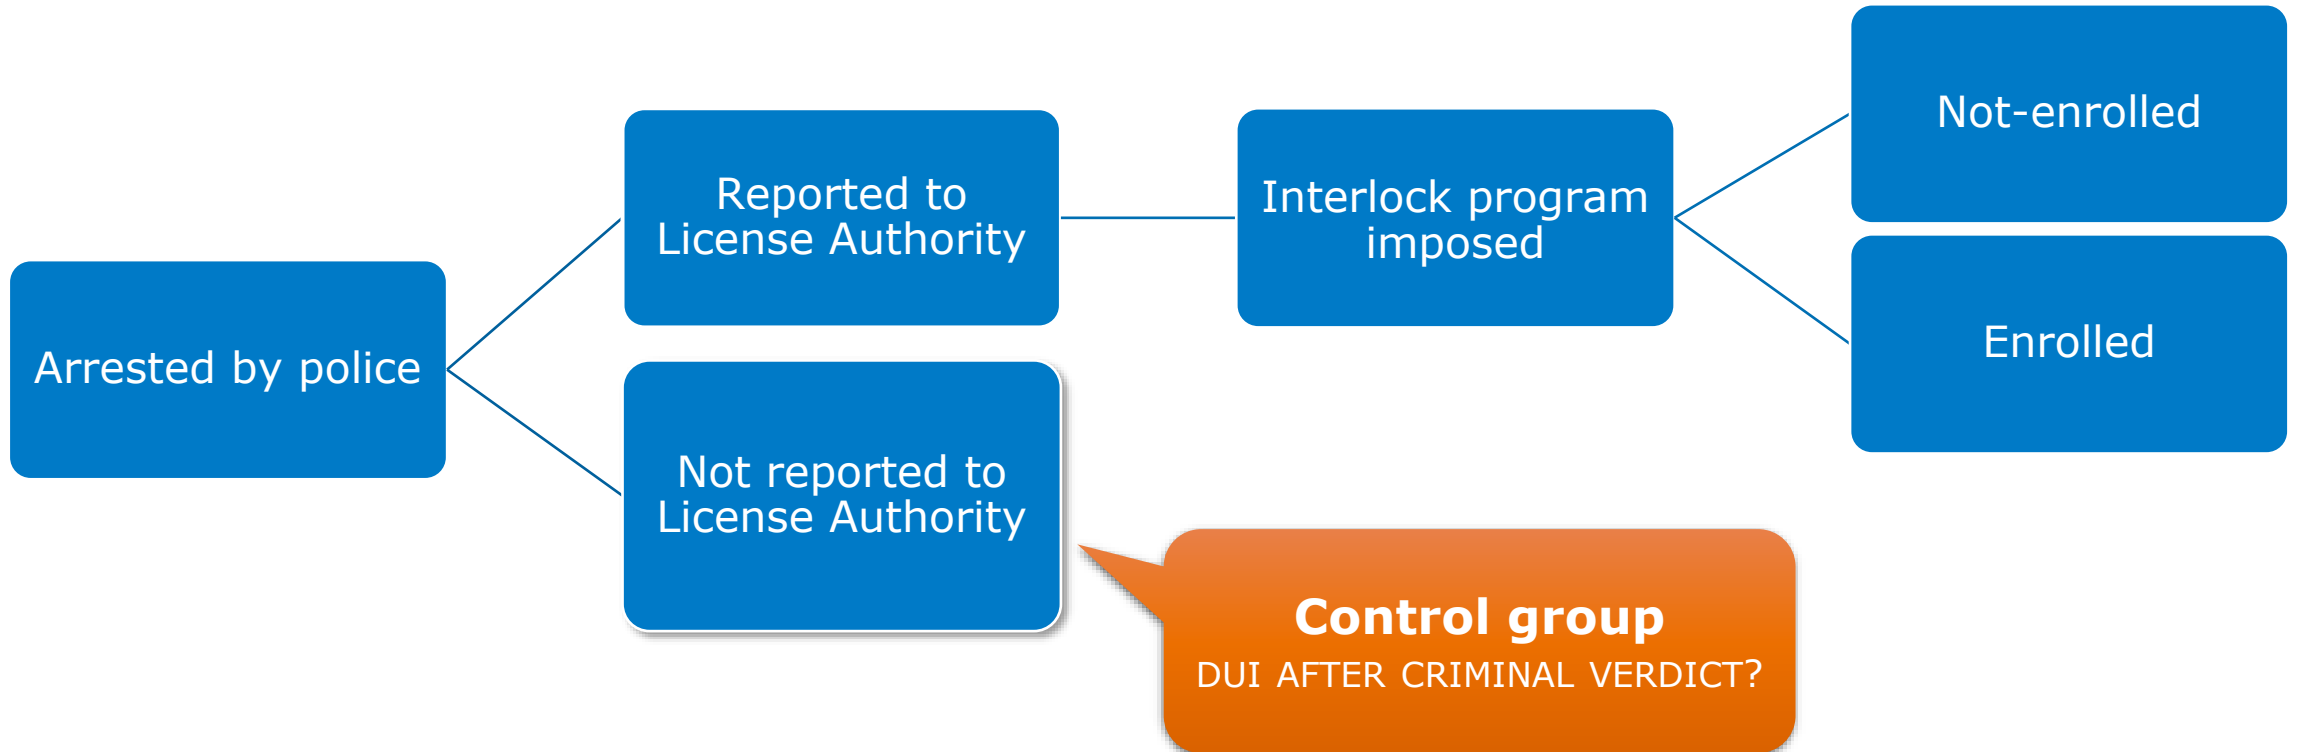 Arrested by police
Reported to
License Authority
Not reported to
License Authority
Interlock program
imposed
Not-enrolled
Enrolled
Control group
DUI AFTER CRIMINAL VERDICT?